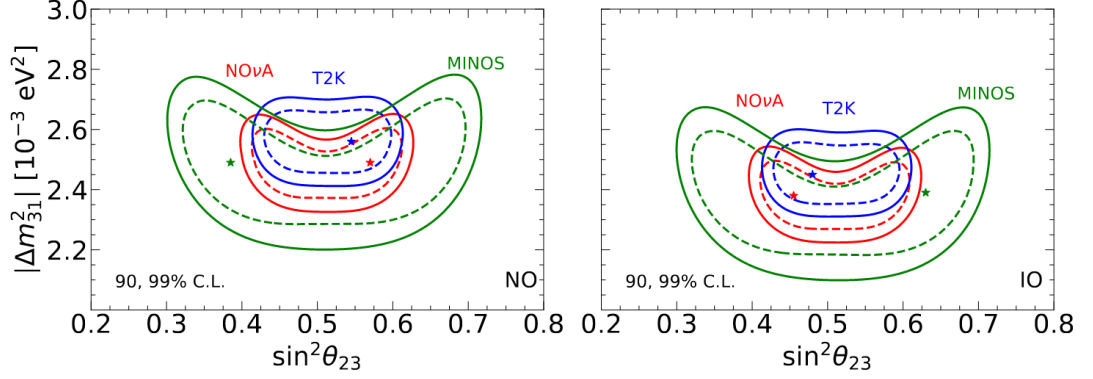 |Δm²₃₁| [10⁻³ eV²]
3.0
2.8
2.6
2.4
2.2
NOνA
T2K
MINOS
90, 99% C.L.
NO
0.2 0.3 0.4 0.5 0.6 0.7 0.8
sin²θ₂₃
NOνA
T2K
MINOS
90, 99% C.L.
IO
0.2 0.3 0.4 0.5 0.6 0.7 0.8
sin²θ₂₃